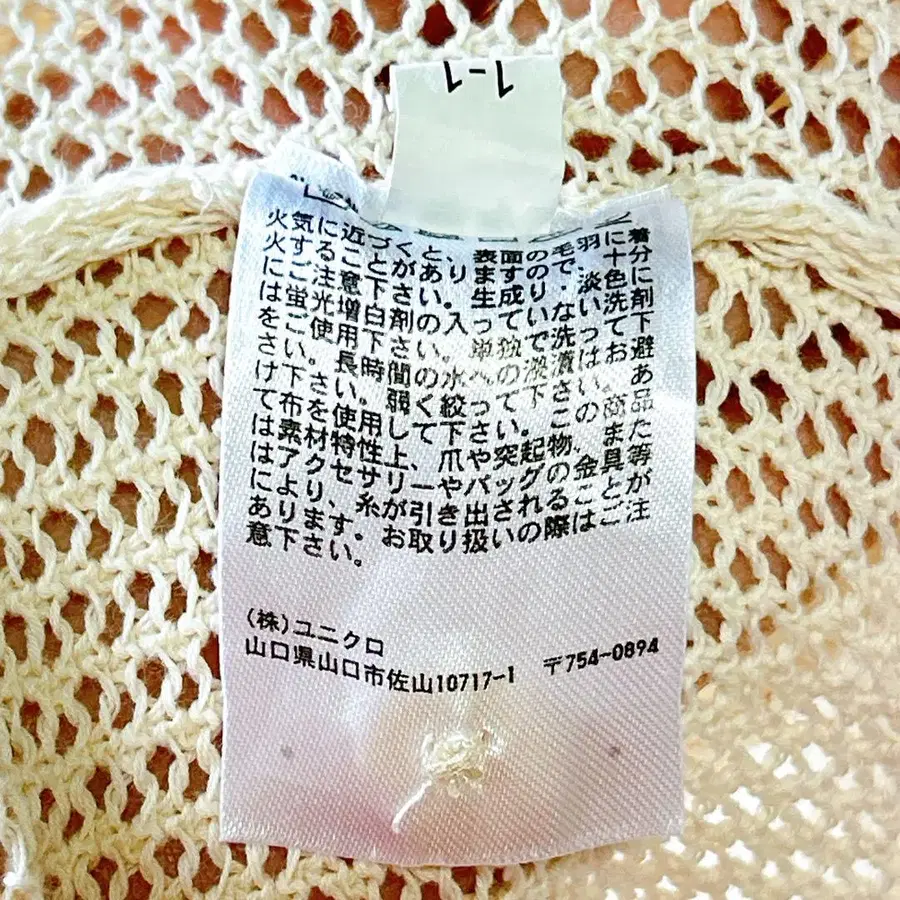 1-1
火気に近づくと、表面の毛羽に着
火することがあります。十分に
にご注意下さい。生成り・淡い色
は蛍光増白剤の入っていない洗剤
をご使用下さい。単独で洗って下
さい。長時間の水への浸漬はお避
け下さい。弱く絞って下さい。あ
て布を使用して下さい。この商品
は素材特性上、爪や突起物、また
はアクセサリーやバッグの金具等
により、糸が引き出されることが
あります。お取り扱いの際はご注
意下さい。
(株)ユニクロ
山口県山口市佐山10717-1 〒754-0894